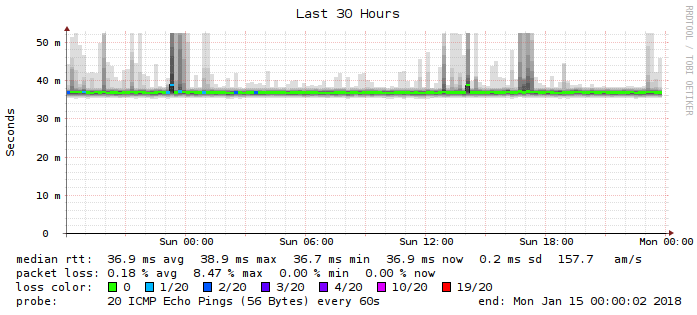 Last 30 Hours
RRDTOOL / TOBI OETIKER
Seconds
50 m
40 m
30 m
20 m
10 m
0
Sun 00:00 Sun 06:00 Sun 12:00 Sun 18:00 Mon 00:00
median rtt: 36.9 ms avg 38.9 ms max 36.7 ms min 36.9 ms now 0.2 ms sd 157.7 am/s
packet loss: 0.18 % avg 8.47 % max 0.00 % min 0.00 % now
loss color: 0 1/20 2/20 3/20 4/20 10/20 19/20
probe: 20 ICMP Echo Pings (56 Bytes) every 60s end: Mon Jan 15 00:00:02 2018